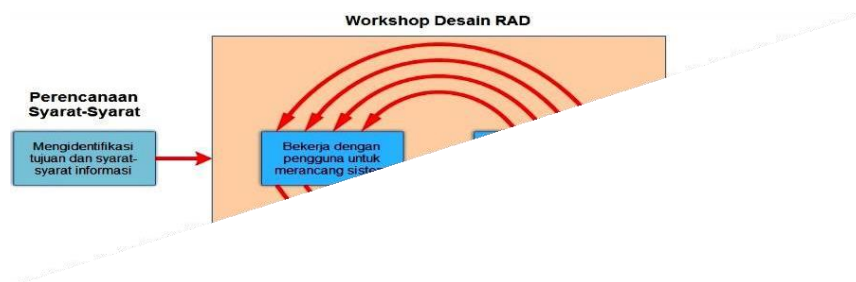 Workshop Desain RAD
Perencanaan
Syarat-Syarat
Mengidentifikasi
tujuan dan syarat-
syarat informasi
Bekerja dengan
pengguna untuk
merancang